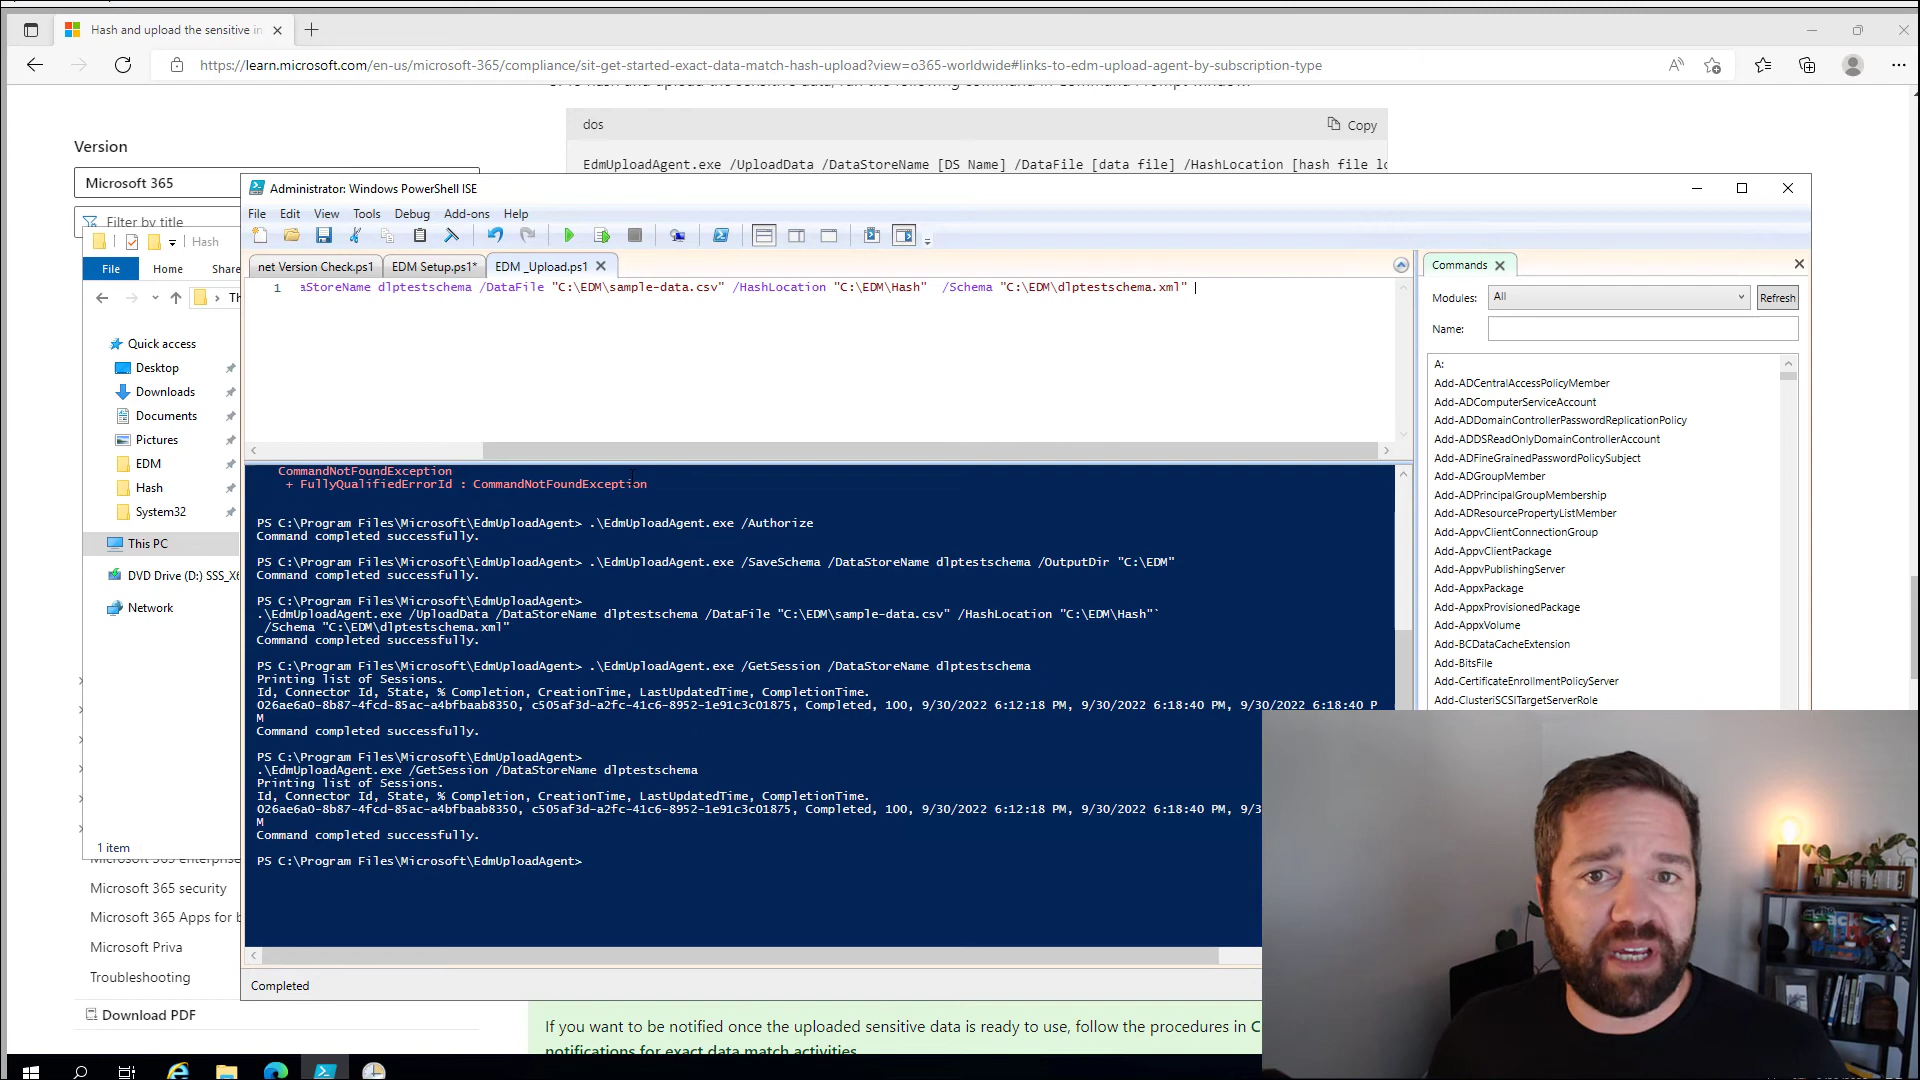 Hash and upload the sensitive in
https://learn.microsoft.com/en-us/microsoft-365/compliance/sit-get-started-exact-data-match-hash-upload?view=o365-worldwide#links-to-edm-upload-agent-by-subscription-type
dos
Copy
Version
EdmUploadAgent.exe /UploadData /DataStoreName [DS Name] /DataFile [data file] /HashLocation [hash file lo
Microsoft 365
Filter by title
Administrator: Windows PowerShell ISE
File Edit View Tools Debug Add-ons Help
Hash
File Home Share
net Version Check.ps1
EDM Setup.ps1*
EDM _Upload.ps1
1 aStoreName dlptestschema /DataFile "C:\EDM\sample-data.csv" /HashLocation "C:\EDM\Hash"  /Schema "C:\EDM\dlptestschema.xml"
Th
Quick access
Desktop
Downloads
Documents
Pictures
EDM
Hash
System32
This PC
DVD Drive (D:) SSS_X6
Network
1 item
CommandNotFoundException
+ FullyQualifiedErrorId : CommandNotFoundException
PS C:\Program Files\Microsoft\EdmUploadAgent> .\EdmUploadAgent.exe /Authorize
Command completed successfully.
PS C:\Program Files\Microsoft\EdmUploadAgent> .\EdmUploadAgent.exe /SaveSchema /DataStoreName dlptestschema /OutputDir "C:\EDM"
Command completed successfully.
PS C:\Program Files\Microsoft\EdmUploadAgent>
.\EdmUploadAgent.exe /UploadData /DataStoreName dlptestschema /DataFile "C:\EDM\sample-data.csv" /HashLocation "C:\EDM\Hash"`
/Schema "C:\EDM\dlptestschema.xml"
Command completed successfully.
PS C:\Program Files\Microsoft\EdmUploadAgent> .\EdmUploadAgent.exe /GetSession /DataStoreName dlptestschema
Printing list of Sessions.
Id, Connector Id, State, % Completion, CreationTime, LastUpdatedTime, CompletionTime.
026ae6a0-8b87-4fcd-85ac-a4bfbaab8350, c505af3d-a2fc-41c6-8952-1e91c3c01875, Completed, 100, 9/30/2022 6:12:18 PM, 9/30/2022 6:18:40 PM, 9/30/2022 6:18:40 P
M
Command completed successfully.
PS C:\Program Files\Microsoft\EdmUploadAgent>
.\EdmUploadAgent.exe /GetSession /DataStoreName dlptestschema
Printing list of Sessions.
Id, Connector Id, State, % Completion, CreationTime, LastUpdatedTime, CompletionTime.
026ae6a0-8b87-4fcd-85ac-a4bfbaab8350, c505af3d-a2fc-41c6-8952-1e91c3c01875, Completed, 100, 9/30/2022 6:12:18 PM, 9/30/2022 6:18:40 PM, 9/3
M
Command completed successfully.
PS C:\Program Files\Microsoft\EdmUploadAgent>
Completed
Commands
Modules: All
Refresh
Name:
A:
Add-ADCentralAccessPolicyMember
Add-ADComputerServiceAccount
Add-ADDomainControllerPasswordReplicationPolicy
Add-ADDSReadOnlyDomainControllerAccount
Add-ADFineGrainedPasswordPolicySubject
Add-ADGroupMember
Add-ADPrincipalGroupMembership
Add-ADResourcePropertyListMember
Add-AppvClientConnectionGroup
Add-AppvClientPackage
Add-AppvPublishingServer
Add-AppxPackage
Add-AppxProvisionedPackage
Add-AppxVolume
Add-BCDataCacheExtension
Add-BitsFile
Add-CertificateEnrollmentPolicyServer
Add-ClusteriSCSITargetServerRole
Microsoft 365 enterprise
Microsoft 365 security
Microsoft 365 Apps for b
Microsoft Priva
Troubleshooting
Download PDF
If you want to be notified once the uploaded sensitive data is ready to use, follow the procedures in C
notifications for exact data match activities.